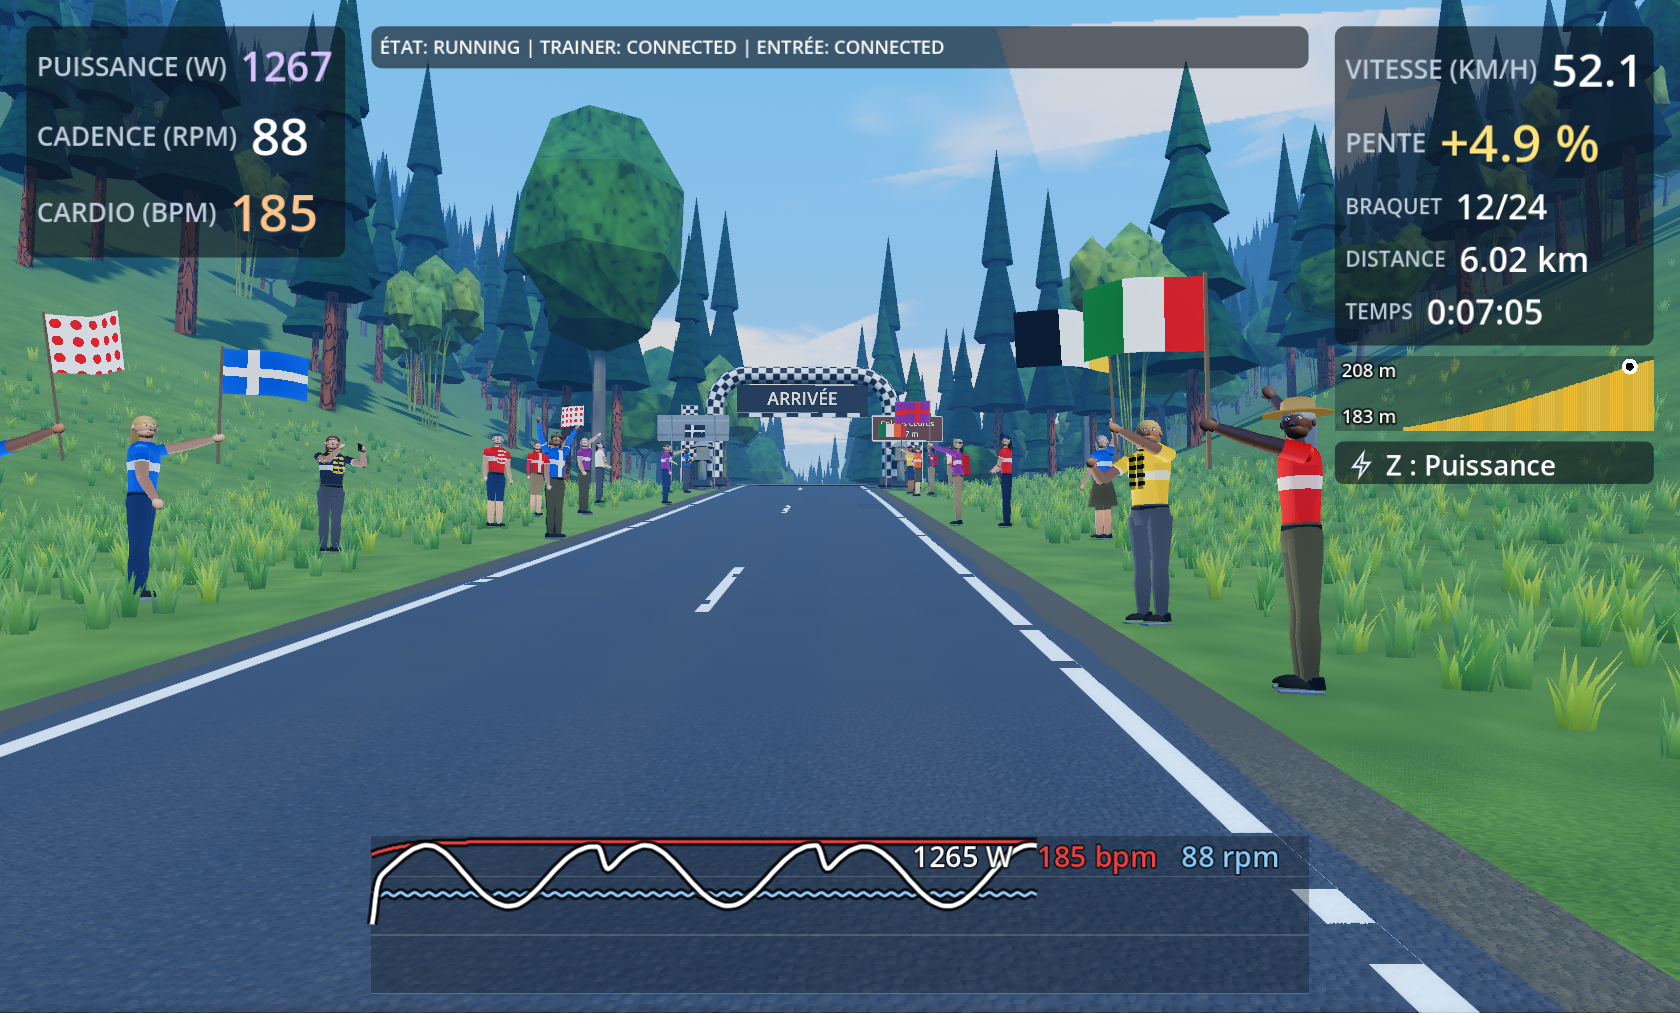 PUISSANCE (W) 1267
CADENCE (RPM) 88
CARDIO (BPM) 185
ÉTAT: RUNNING | TRAINER: CONNECTED | ENTRÉE: CONNECTED
VITESSE (KM/H) 52.1
PENTE +4.9 %
BRAQUET 12/24
DISTANCE 6.02 km
TEMPS 0:07:05
208 m
183 m
Z : Puissance
ARRIVÉE
1265 W 185 bpm 88 rpm